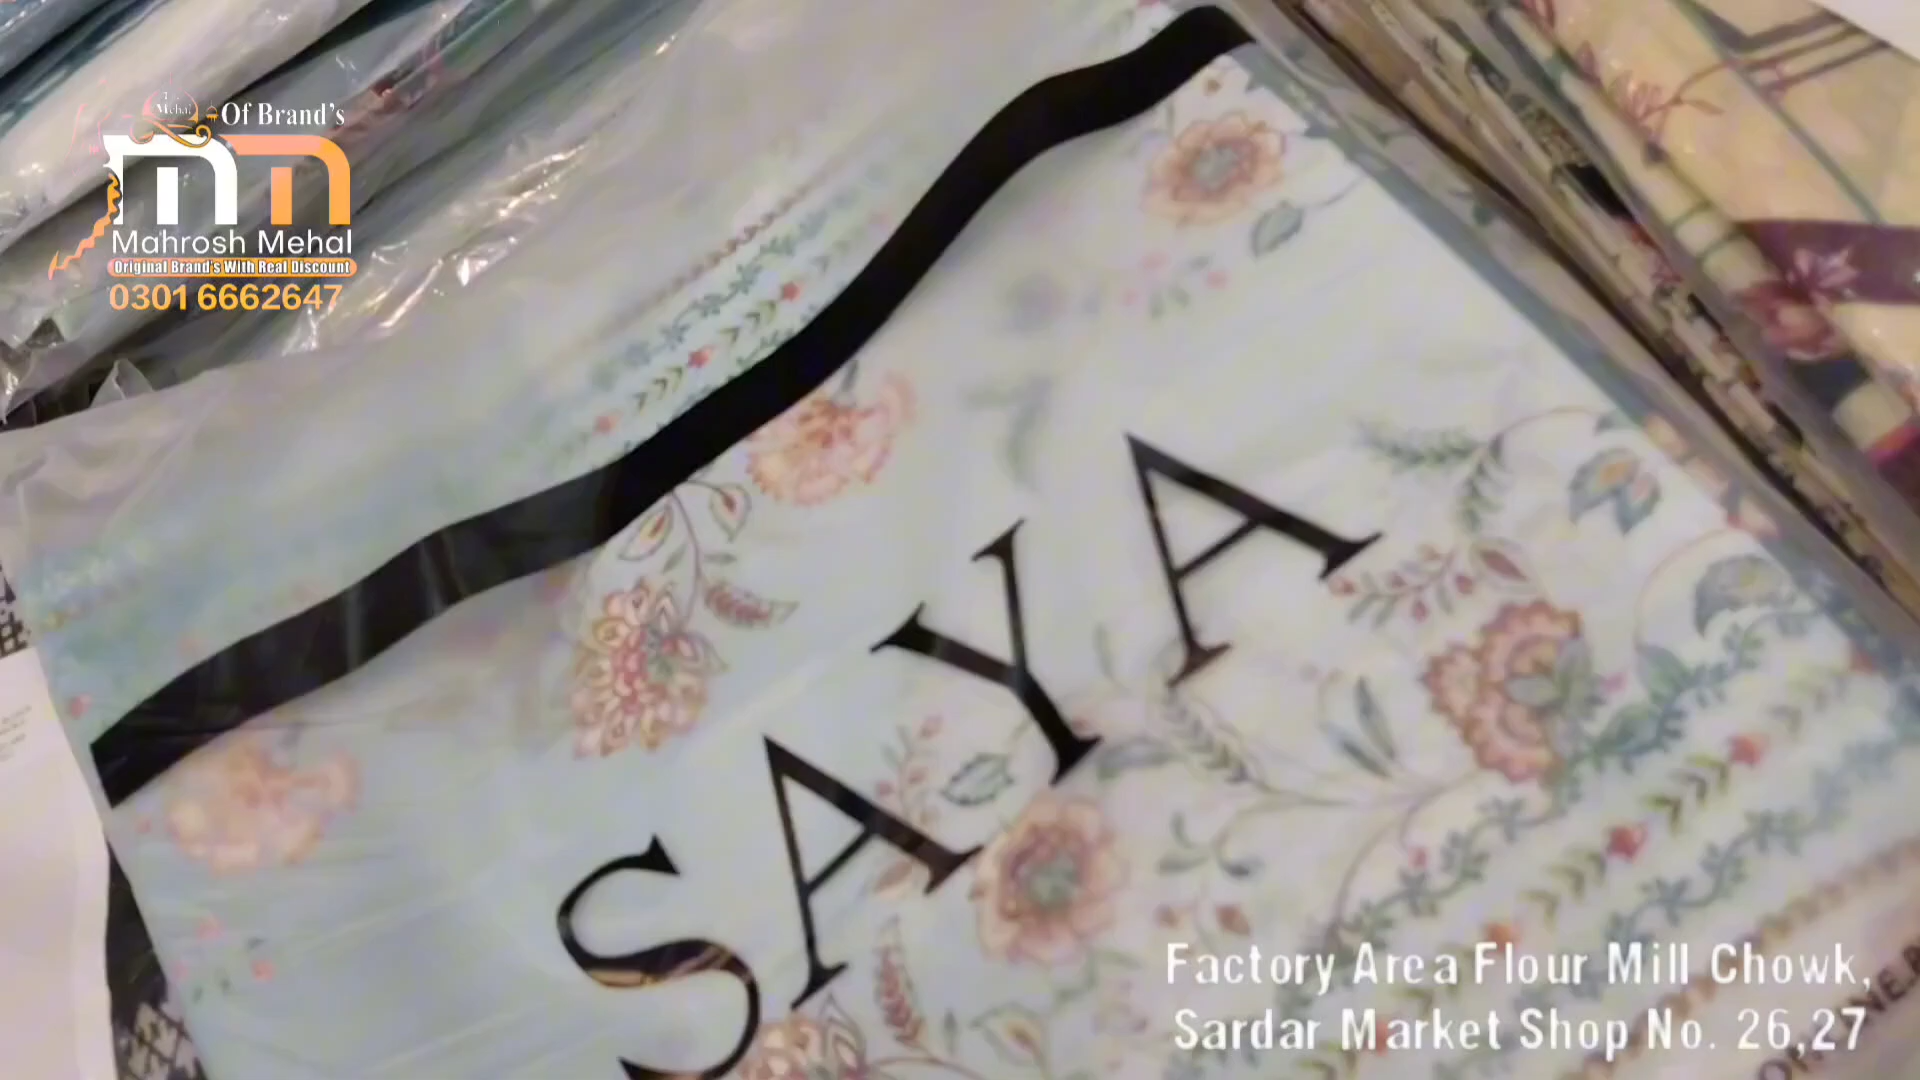 Of Brand's
Mahrosh Mehal
Original Brand's With Real Discount
0301 6662647
SAYA
Factory Area Flour Mill Chowk,
Sardar Market Shop No. 26,27